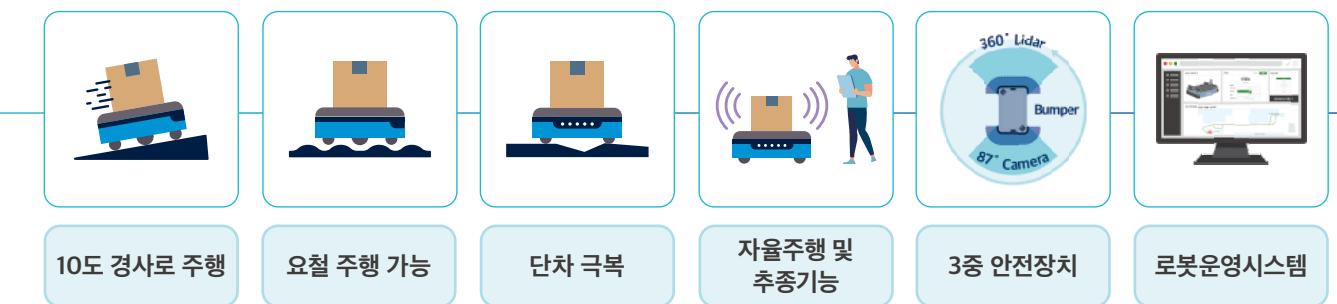 360° Lidar
Bumper
87° Camera
10도 경사로 주행
요철 주행 가능
단차 극복
자율주행 및
추종기능
3중 안전장치
로봇운영시스템